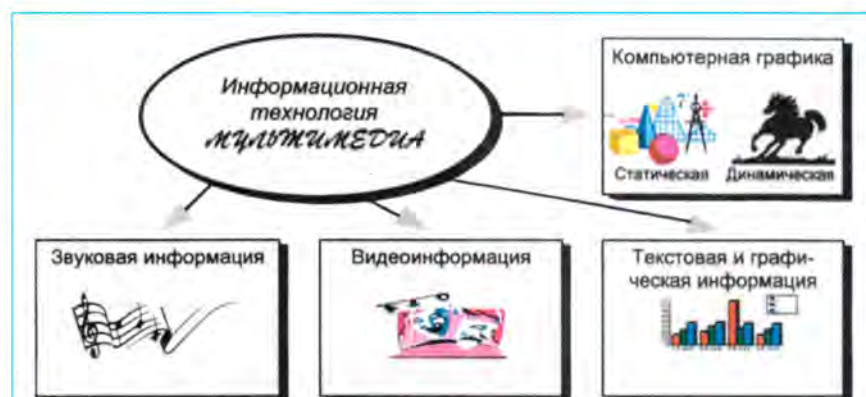 Информационная
технология
МУЛЬТИМЕДИА
Компьютерная графика
Статическая Динамическая
Звуковая информация
Видеоинформация
Текстовая и графи-
ческая информация